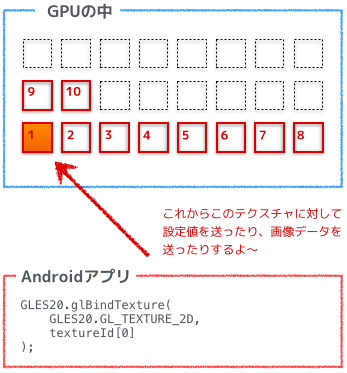 GPUの中
9 10
1 2 3 4 5 6 7 8
これからこのテクスチャに対して
設定値を送ったり、画像データを
送ったりするよ〜
Androidアプリ
GLES20.glBindTexture(
    GLES20.GL_TEXTURE_2D,
    textureId[0]
);